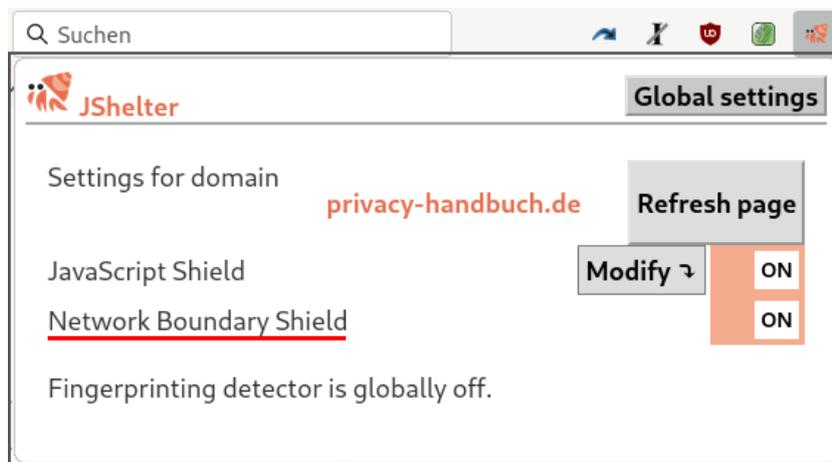 Suchen
JShelter
Global settings
Settings for domain
privacy-handbuch.de
Refresh page
JavaScript Shield
Modify ↴
ON
Network Boundary Shield
ON
Fingerprinting detector is globally off.